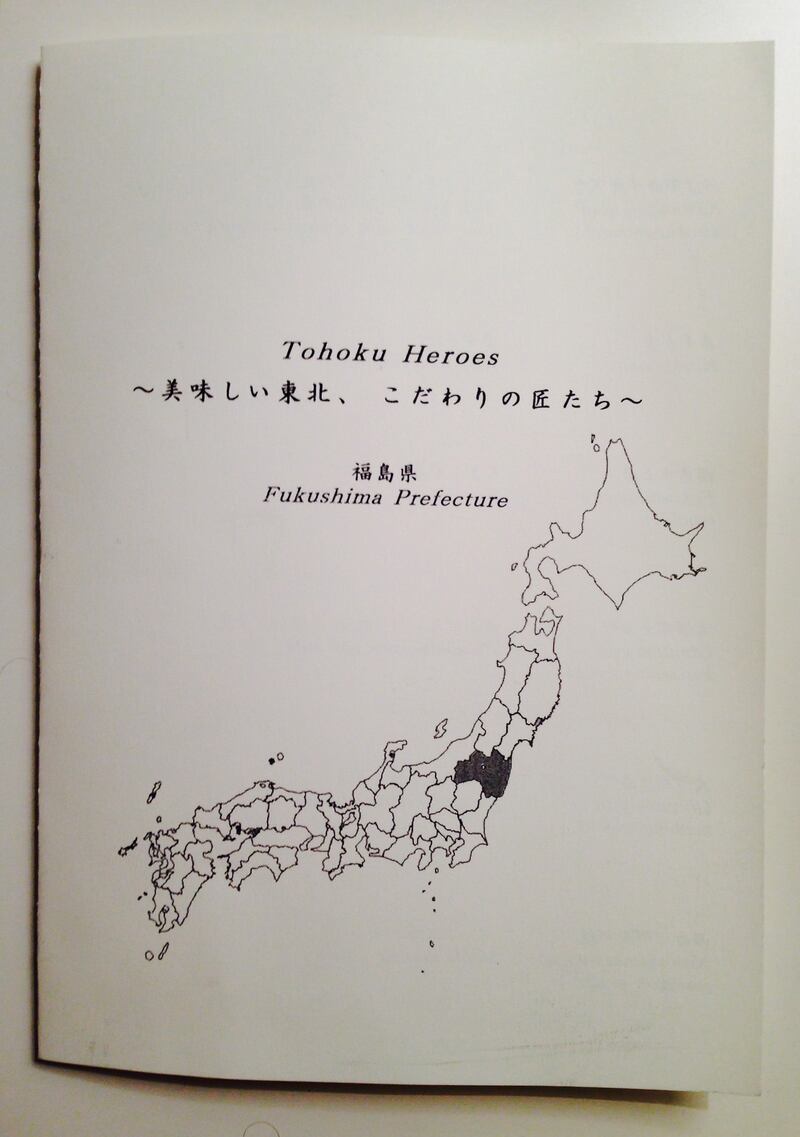 Tohoku Heroes
～美味しい東北、 こだわりの匠たち～
福島県
Fukushima Prefecture